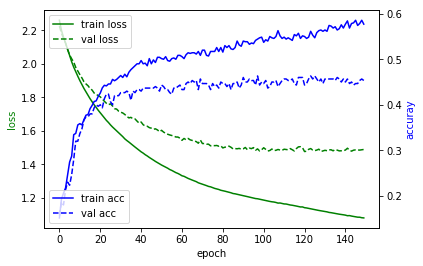 train loss
val loss
train acc
val acc
2.2
2.0
1.8
1.6
1.4
1.2
0.6
0.5
0.4
0.3
0.2
0
20
40
60
80
100
120
140
loss
accuray
epoch